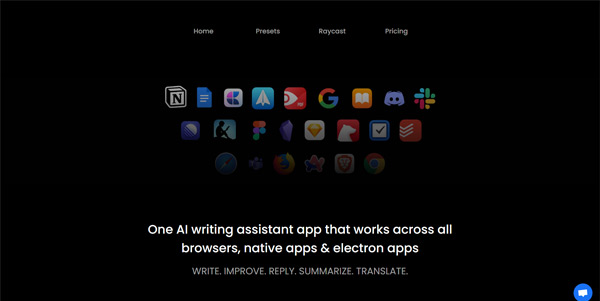 Home
Presets
Raycast
Pricing
One AI writing assistant app that works across all
browsers, native apps & electron apps
WRITE. IMPROVE. REPLY. SUMMARIZE. TRANSLATE.